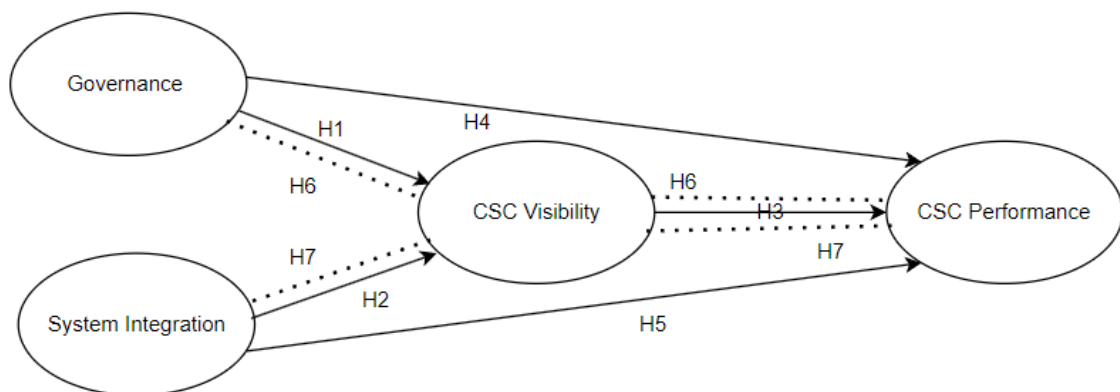 Governance
H1
H4
H6
CSC Visibility
H6
H3
CSC Performance
H7
H7
H2
System Integration
H5